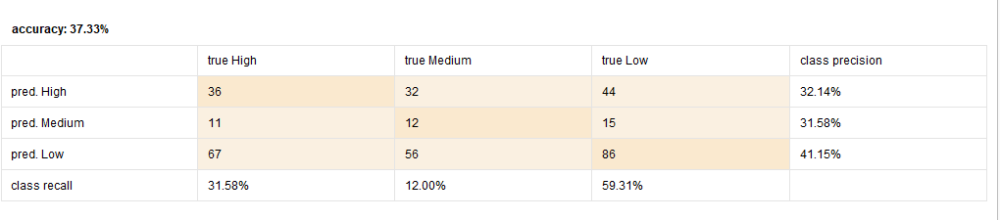 accuracy: 37.33%
true High true Medium true Low class precision
pred. High 36 32 44 32.14%
pred. Medium 11 12 15 31.58%
pred. Low 67 56 86 41.15%
class recall 31.58% 12.00% 59.31%